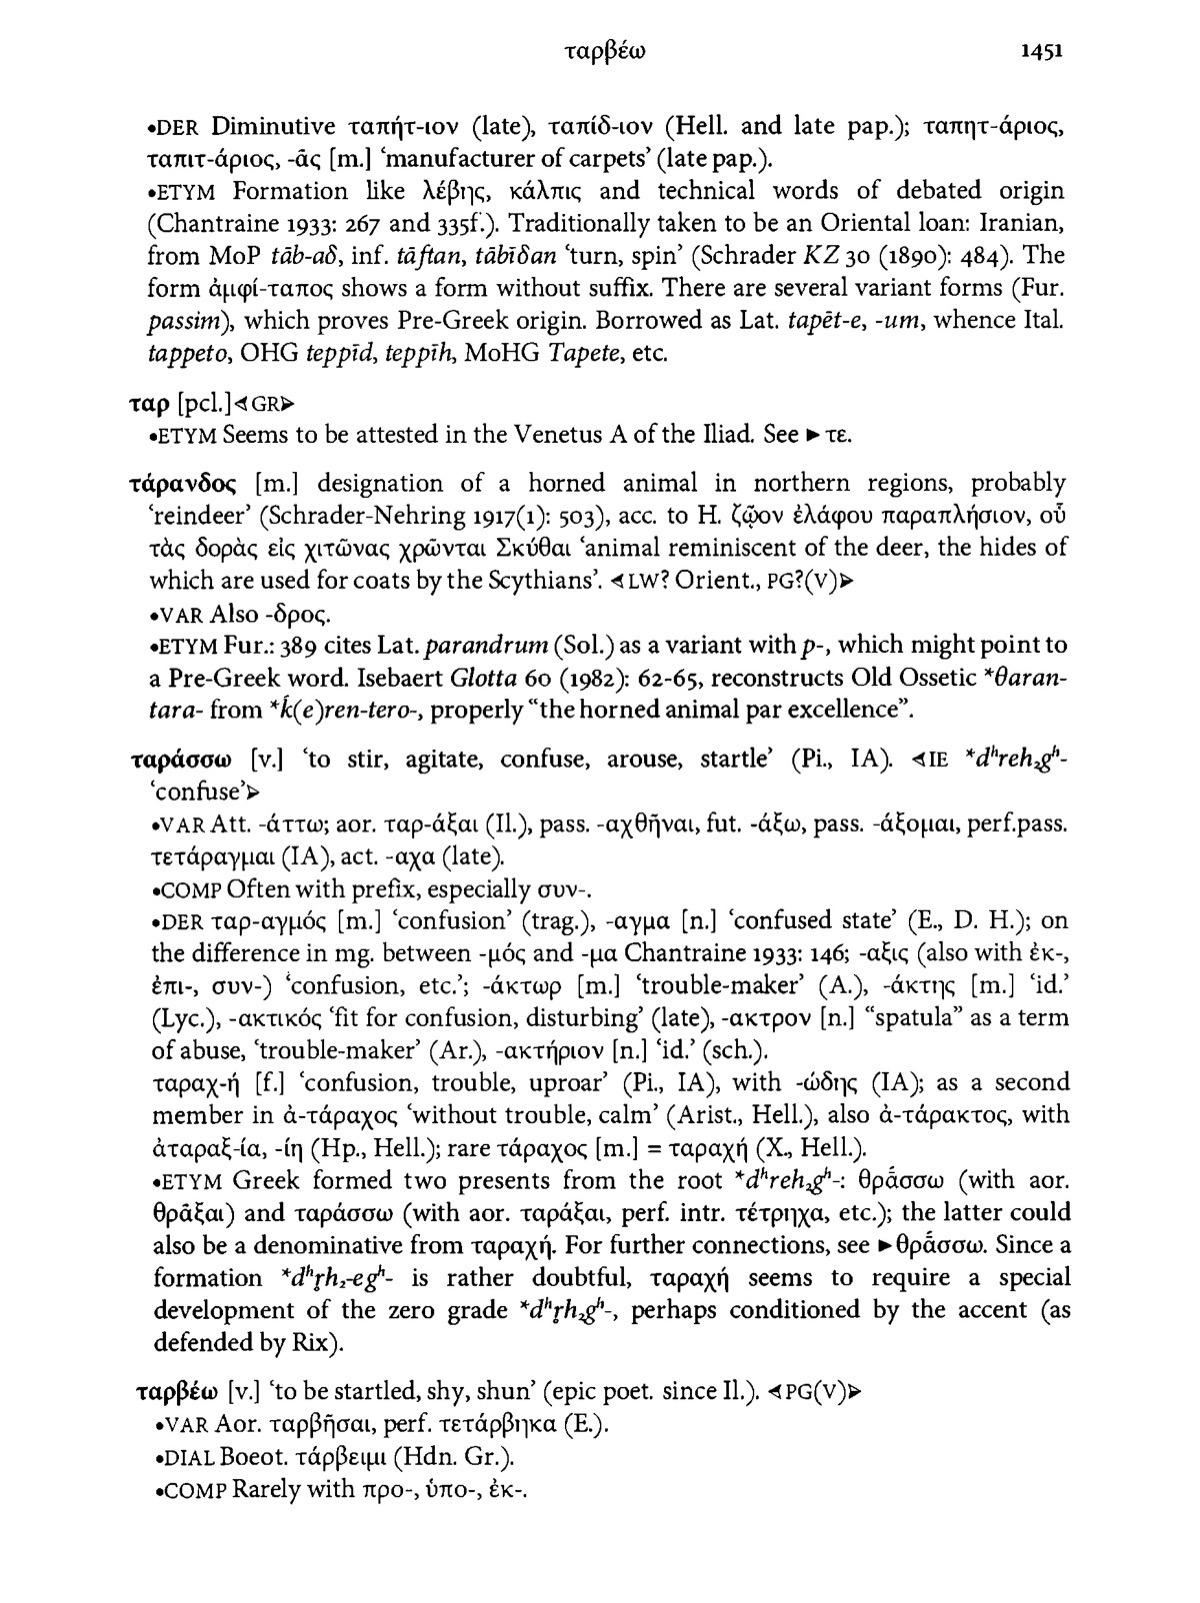 ταρβέω 1451
•DER Diminutive ταπήτ-ιον (late), ταπίδ-ιον (Hell. and late pap.); ταπητ-άριος,
ταπιτ-άριος, -ᾶς [m.] ‘manufacturer of carpets’ (late pap.).
•ETYM Formation like λέβης, κάλπις and technical words of debated origin
(Chantraine 1933: 267 and 335f.). Traditionally taken to be an Oriental loan: Iranian,
from MoP tāb-aδ, inf. tāftan, tābīδan ‘turn, spin’ (Schrader KZ 30 (1890): 484). The
form ἀμφί-ταπος shows a form without suffix. There are several variant forms (Fur.
passim), which proves Pre-Greek origin. Borrowed as Lat. tapēt-e, -um, whence Ital.
tappeto, OHG teppīd, teppīh, MoHG Tapete, etc.
ταρ [pcl.] ⊲GR⊳
•ETYM Seems to be attested in the Venetus A of the Iliad. See ►τε.
τάρανδος [m.] designation of a horned animal in northern regions, probably
‘reindeer’ (Schrader-Nehring 1917(1): 503), acc. to H. ζῷον ἐλάφου παραπλήσιον, οὗ
τὰς δορὰς εἰς χιτῶνας χρῶνται Σκύθαι ‘animal reminiscent of the deer, the hides of
which are used for coats by the Scythians’. ⊲LW? Orient., PG?(V)⊳
•VAR Also -δρος.
•ETYM Fur.: 389 cites Lat. parandrum (Sol.) as a variant with p-, which might point to
a Pre-Greek word. Isebaert Glotta 60 (1982): 62-65, reconstructs Old Ossetic *θaran-
tara- from *ḱ(e)ren-tero-, properly “the horned animal par excellence”.
ταράσσω [v.] ‘to stir, agitate, confuse, arouse, startle’ (Pi., IA). ⊲IE *dʰreh₂gʰ-
‘confuse’⊳
•VAR Att. -άττω; aor. ταρ-άξαι (Il.), pass. -αχθῆναι, fut. -άξω, pass. -άξομαι, perf.pass.
τετάραγμαι (IA), act. -αχα (late).
•COMP Often with prefix, especially συν-.
•DER ταρ-αγμός [m.] ‘confusion’ (trag.), -αγμα [n.] ‘confused state’ (E., D. H.); on
the difference in mg. between -μός and -μα Chantraine 1933: 146; -αξις (also with ἐκ-,
ἐπι-, συν-) ‘confusion, etc.’; -άκτωρ [m.] ‘trouble-maker’ (A.), -άκτης [m.] ‘id.’
(Lyc.), -ακτικός ‘fit for confusion, disturbing’ (late), -ακτρον [n.] “spatula” as a term
of abuse, ‘trouble-maker’ (Ar.), -ακτήριον [n.] ‘id.’ (sch.).
ταραχ-ή [f.] ‘confusion, trouble, uproar’ (Pi., IA), with -ώδης (IA); as a second
member in ἀ-τάραχος ‘without trouble, calm’ (Arist., Hell.), also ἀ-τάρακτος, with
ἀταραξ-ία, -ίη (Hp., Hell.); rare τάραχος [m.] = ταραχή (X., Hell.).
•ETYM Greek formed two presents from the root *dʰreh₂gʰ-: θρᾱ́σσω (with aor.
θρᾶξαι) and ταράσσω (with aor. ταράξαι, perf. intr. τέτρηχα, etc.); the latter could
also be a denominative from ταραχή. For further connections, see ►θρᾱ́σσω. Since a
formation *dʰr̥h₂-egʰ- is rather doubtful, ταραχή seems to require a special
development of the zero grade *dʰr̥h₂gʰ-, perhaps conditioned by the accent (as
defended by Rix).
ταρβέω [v.] ‘to be startled, shy, shun’ (epic poet. since Il.). ⊲PG(V)⊳
•VAR Aor. ταρβῆσαι, perf. τετάρβηκα (E.).
•DIAL Boeot. τάρβειμι (Hdn. Gr.).
•COMP Rarely with προ-, ὑπο-, ἐκ-.